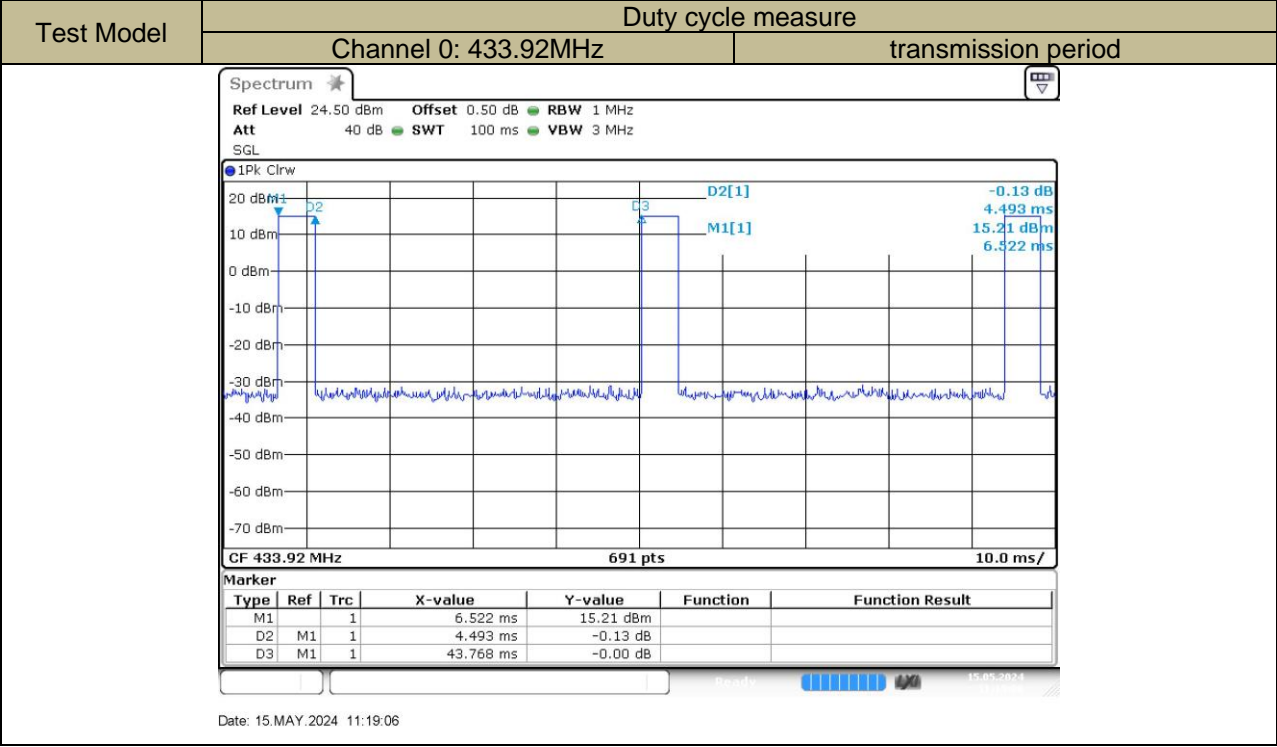 Test Model
Duty cycle measure
Channel 0: 433.92MHz
transmission period
Spectrum
Ref Level 24.50 dBm Offset 0.50 dB RBW 1 MHz
Att 40 dB SWT 100 ms VBW 3 MHz
SGL
1Pk Clrw
D2[1] -0.13 dB
4.493 ms
M1[1] 15.21 dBm
6.522 ms
M1
D2
D3
20 dBm
10 dBm
0 dBm
-10 dBm
-20 dBm
-30 dBm
-40 dBm
-50 dBm
-60 dBm
-70 dBm
CF 433.92 MHz 691 pts 10.0 ms/
Marker
Type Ref Trc X-value Y-value Function Function Result
M1 1 6.522 ms 15.21 dBm
D2 M1 1 4.493 ms -0.13 dB
D3 M1 1 43.768 ms -0.00 dB
Ready 15.05.2024
Date: 15.MAY.2024 11:19:06